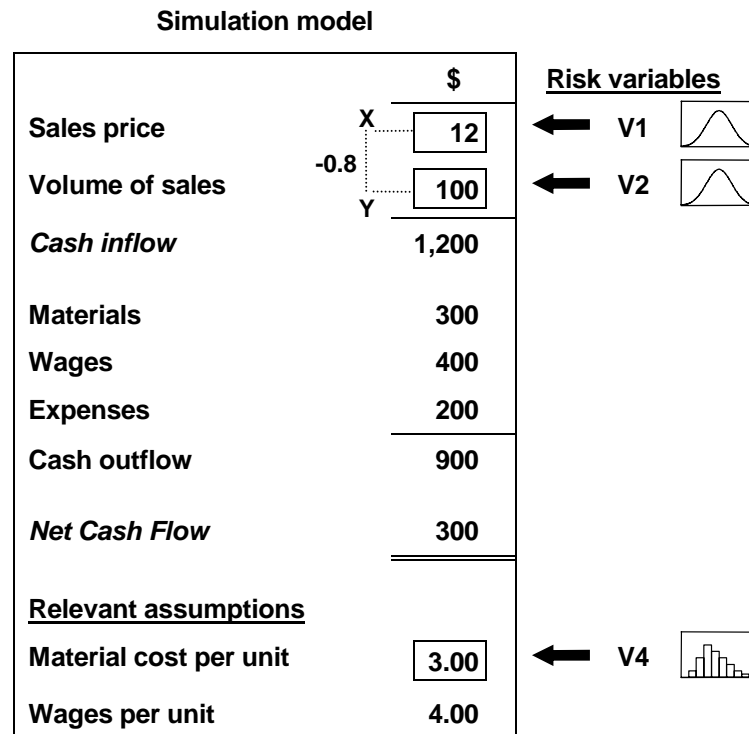 Simulation model
$ Risk variables
Sales price X 12 V1
-0.8
Volume of sales Y 100 V2
Cash inflow 1,200
Materials 300
Wages 400
Expenses 200
Cash outflow 900
Net Cash Flow 300
Relevant assumptions
Material cost per unit 3.00 V4
Wages per unit 4.00